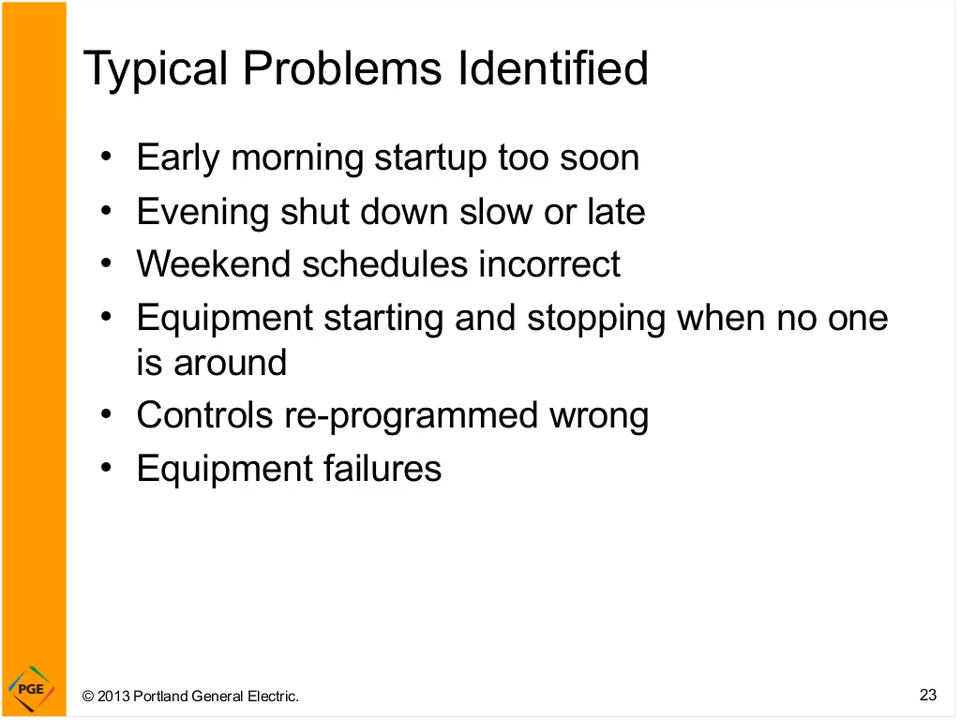 Typical Problems Identified
• Early morning startup too soon
• Evening shut down slow or late
• Weekend schedules incorrect
• Equipment starting and stopping when no one
is around
• Controls re-programmed wrong
• Equipment failures
PGE
© 2013 Portland General Electric.
23